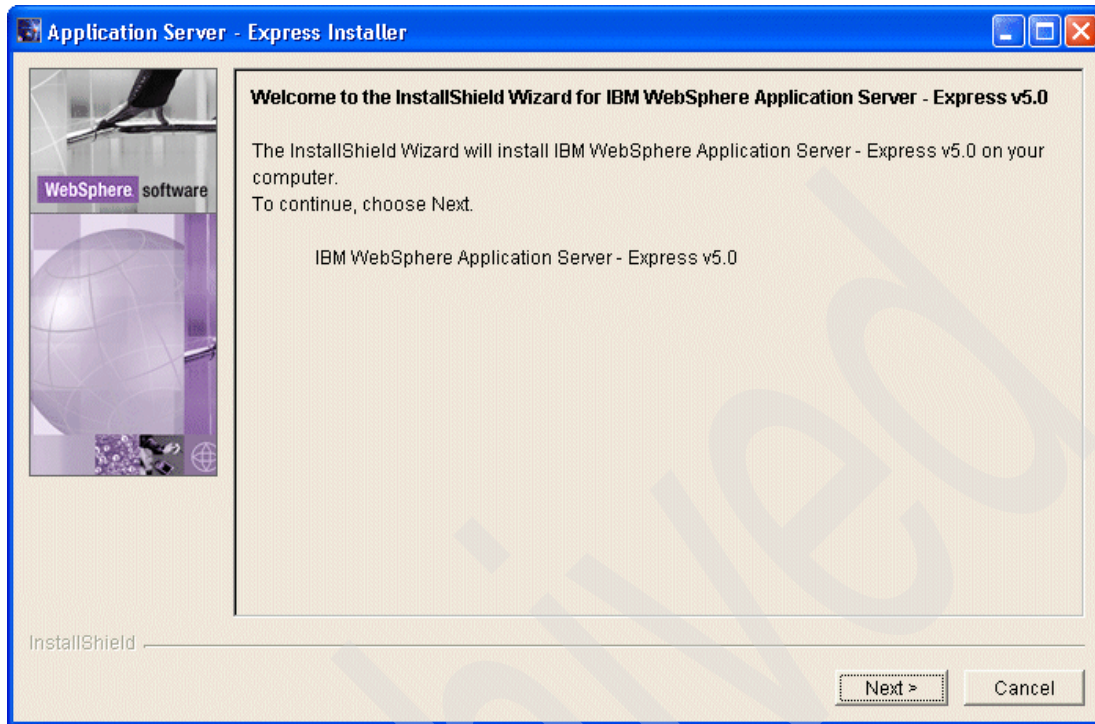 Application Server - Express Installer
WebSphere software
Welcome to the InstallShield Wizard for IBM WebSphere Application Server - Express v5.0
The InstallShield Wizard will install IBM WebSphere Application Server - Express v5.0 on your
computer.
To continue, choose Next.
IBM WebSphere Application Server - Express v5.0
InstallShield
Next >
Cancel
hived